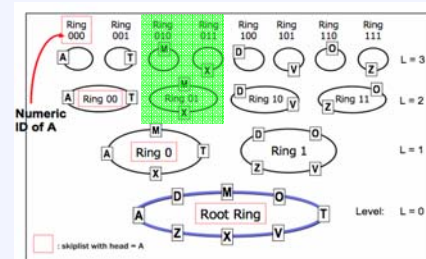 Ring Ring Ring Ring Ring Ring Ring Ring
000 001 010 011 100 101 110 111
A T M X D V O Z L = 3
Numeric
ID of A
A Ring 00 T M Ring 01 X D Ring 10 V O Ring 11 Z L = 2
M D O
A Ring 0 T Ring 1 L = 1
X Z V
D M O
A Root Ring T Level: L = 0
Z X V
: skiplist with head = A